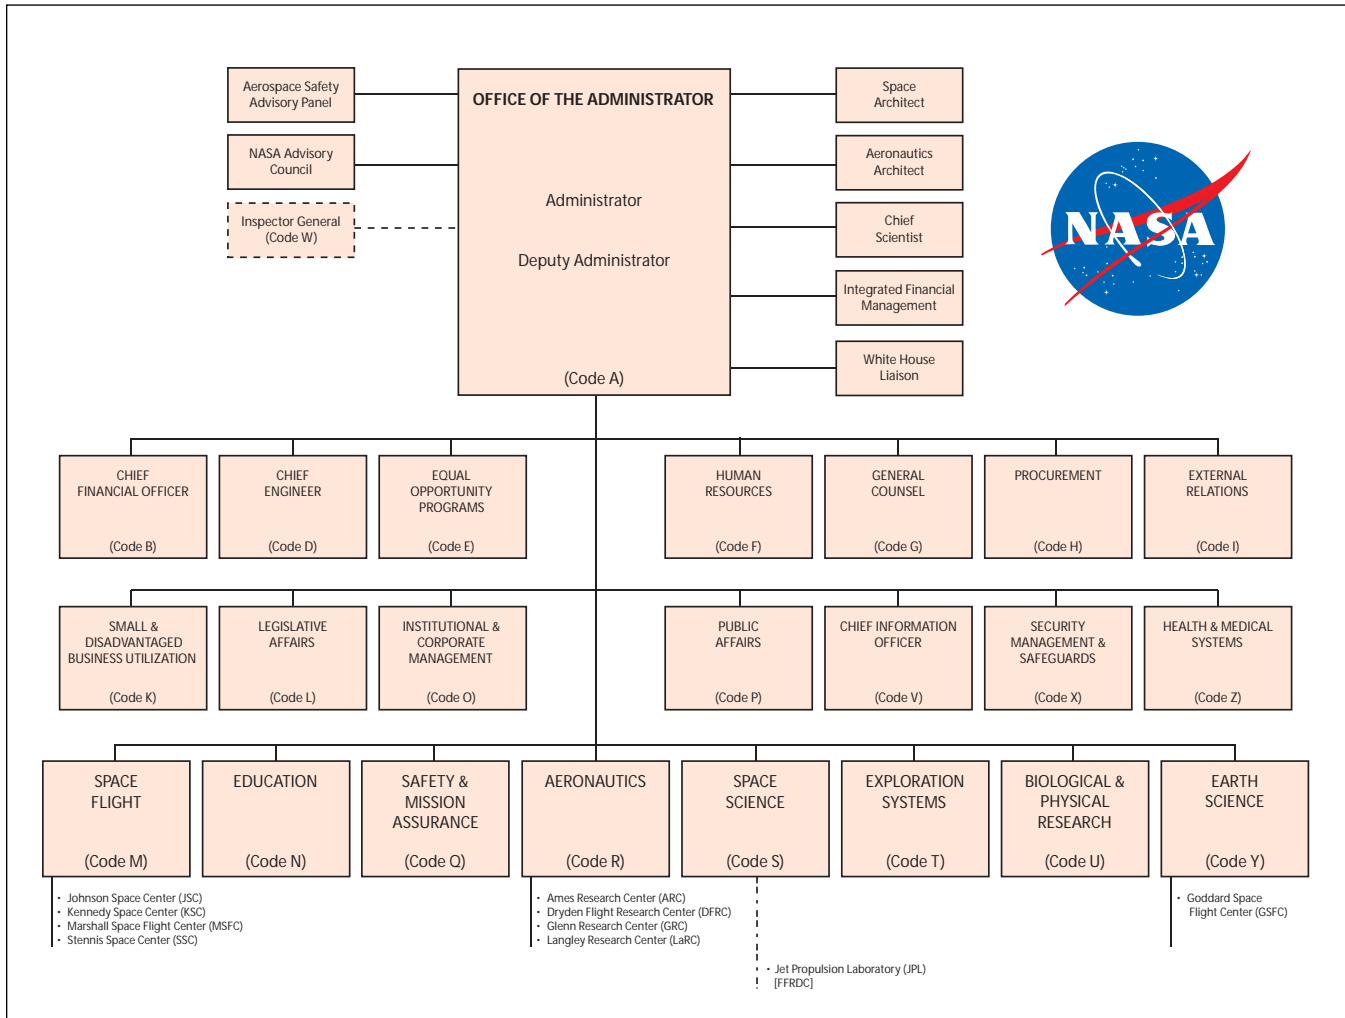 Aerospace Safety
Advisory Panel
NASA Advisory
Council
Inspector General
(Code W)
OFFICE OF THE ADMINISTRATOR
Administrator
Deputy Administrator
(Code A)
Space
Architect
Aeronautics
Architect
Chief
Scientist
Integrated Financial
Management
White House
Liaison
NASA
CHIEF
FINANCIAL OFFICER
(Code B)
CHIEF
ENGINEER
(Code D)
EQUAL
OPPORTUNITY
PROGRAMS
(Code E)
HUMAN
RESOURCES
(Code F)
GENERAL
COUNSEL
(Code G)
PROCUREMENT
(Code H)
EXTERNAL
RELATIONS
(Code I)
SMALL &
DISADVANTAGED
BUSINESS UTILIZATION
(Code K)
LEGISLATIVE
AFFAIRS
(Code L)
INSTITUTIONAL &
CORPORATE
MANAGEMENT
(Code O)
PUBLIC
AFFAIRS
(Code P)
CHIEF INFORMATION
OFFICER
(Code V)
SECURITY
MANAGEMENT &
SAFEGUARDS
(Code X)
HEALTH & MEDICAL
SYSTEMS
(Code Z)
SPACE
FLIGHT
(Code M)
EDUCATION
(Code N)
SAFETY &
MISSION
ASSURANCE
(Code Q)
AERONAUTICS
(Code R)
SPACE
SCIENCE
(Code S)
EXPLORATION
SYSTEMS
(Code T)
BIOLOGICAL &
PHYSICAL
RESEARCH
(Code U)
EARTH
SCIENCE
(Code Y)
• Johnson Space Center (JSC)
• Kennedy Space Center (KSC)
• Marshall Space Flight Center (MSFC)
• Stennis Space Center (SSC)
• Ames Research Center (ARC)
• Dryden Flight Research Center (DFRC)
• Glenn Research Center (GRC)
• Langley Research Center (LaRC)
• Jet Propulsion Laboratory (JPL)
[FFRDC]
• Goddard Space
Flight Center (GSFC)